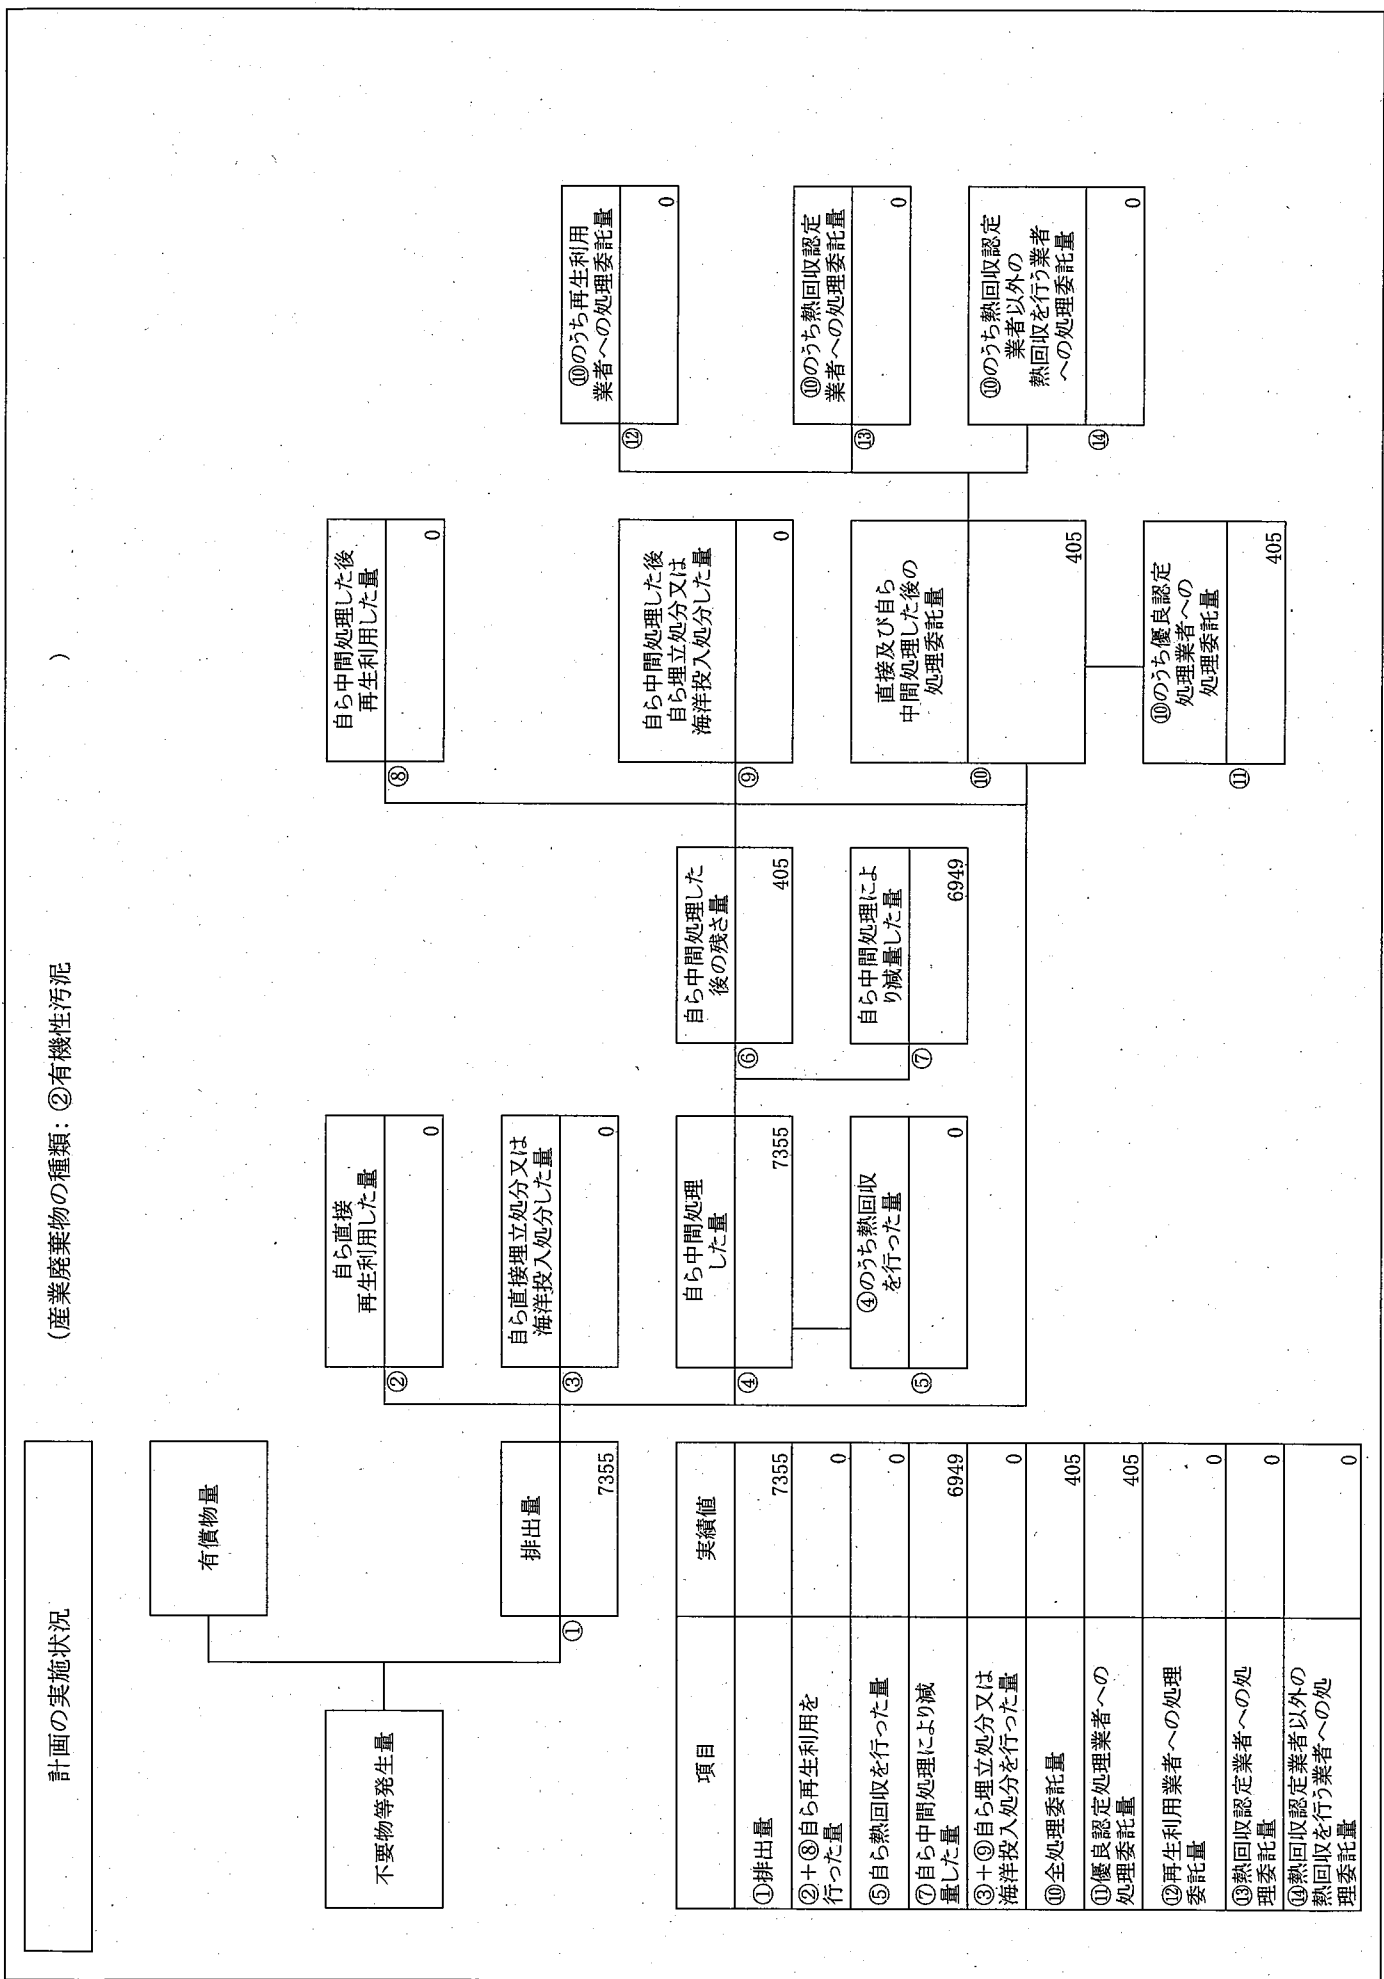 計画の実施状況
(産業廃棄物の種類：②有機性汚泥　　　　　　　　)
不要物等発生量
有償物量
①
排出量
7355
②
自ら直接
再生利用した量
0
③
自ら直接埋立処分又は
海洋投入処分した量
0
④
自ら中間処理
した量
7355
⑤
④のうち熱回収
を行った量
0
⑥
自ら中間処理した
後の残さ量
405
⑦
自ら中間処理によ
り減量した量
6949
⑧
自ら中間処理した後
再生利用した量
0
⑨
自ら中間処理した後
自ら埋立処分又は
海洋投入処分した量
0
⑩
直接及び自ら
中間処理した後の
処理委託量
405
⑪
⑩のうち優良認定
処理業者への
処理委託量
405
⑫
⑩のうち再生利用
業者への処理委託量
0
⑬
⑩のうち熱回収認定
業者への処理委託量
0
⑭
⑩のうち熱回収認定
業者以外の
熱回収を行う業者
への処理委託量
0
項目 実績値
①排出量 7355
②＋⑧自ら再生利用を
行った量 0
⑤自ら熱回収を行った量 0
⑦自ら中間処理により減
量した量 6949
③＋⑨自ら埋立処分又は
海洋投入処分を行った量 0
⑩全処理委託量 405
⑪優良認定処理業者への
処理委託量 405
⑫再生利用業者への処理
委託量 0
⑬熱回収認定業者への処
理委託量 0
⑭熱回収認定業者以外の
熱回収を行う業者への処
理委託量 0